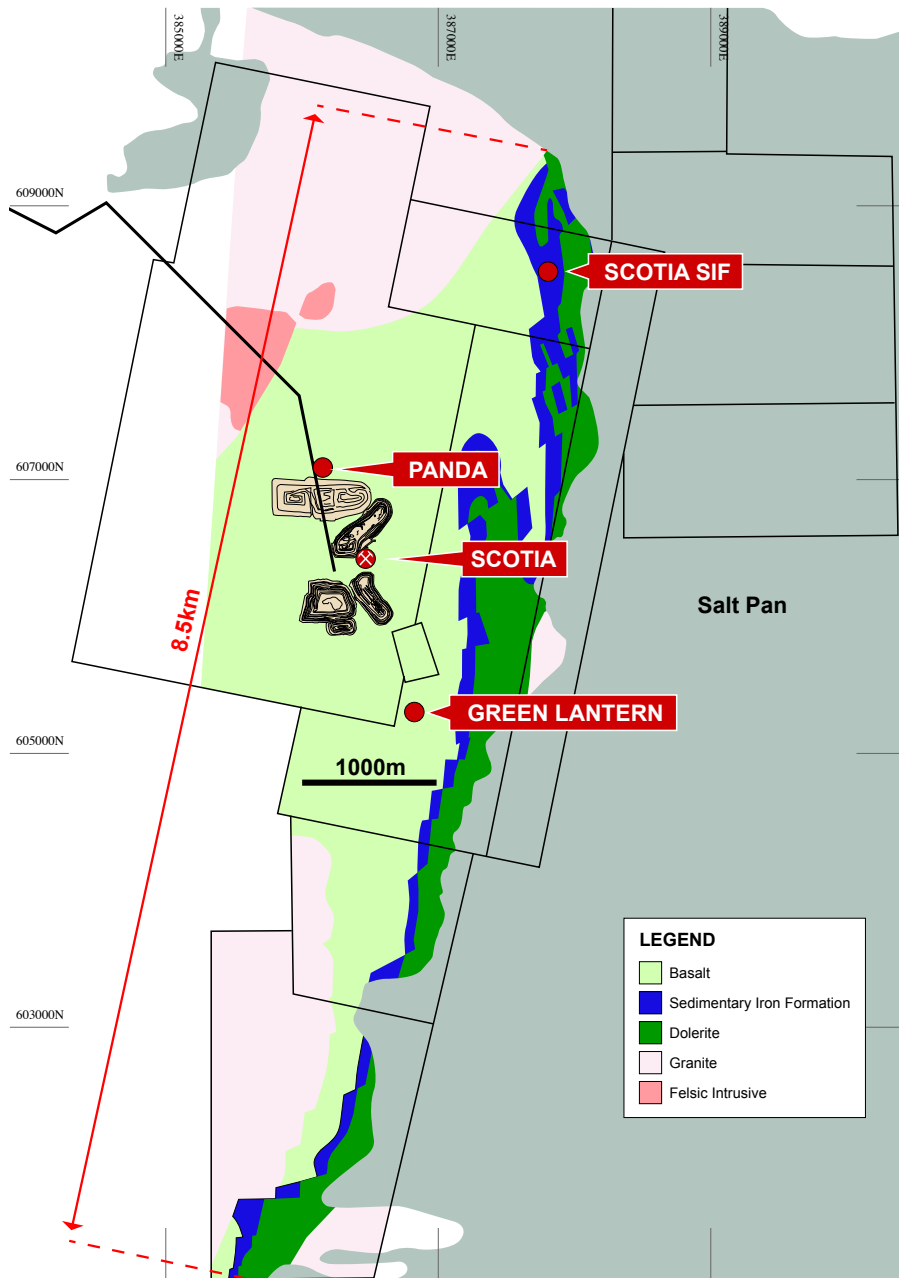 385000E
387000E
389000E
609000N
SCOTIA SIF
607000N
PANDA
SCOTIA
8.5km
Salt Pan
GREEN LANTERN
605000N
1000m
LEGEND
Basalt
Sedimentary Iron Formation
Dolerite
Granite
Felsic Intrusive
603000N